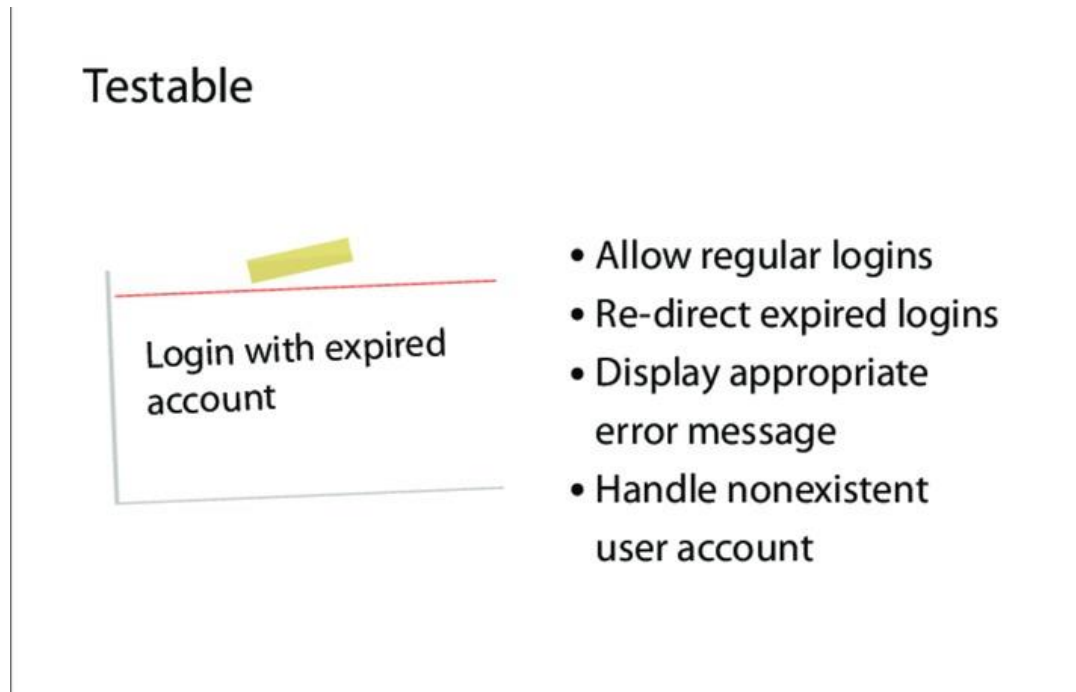 Testable
Login with expired
account
• Allow regular logins
• Re-direct expired logins
• Display appropriate
error message
• Handle nonexistent
user account